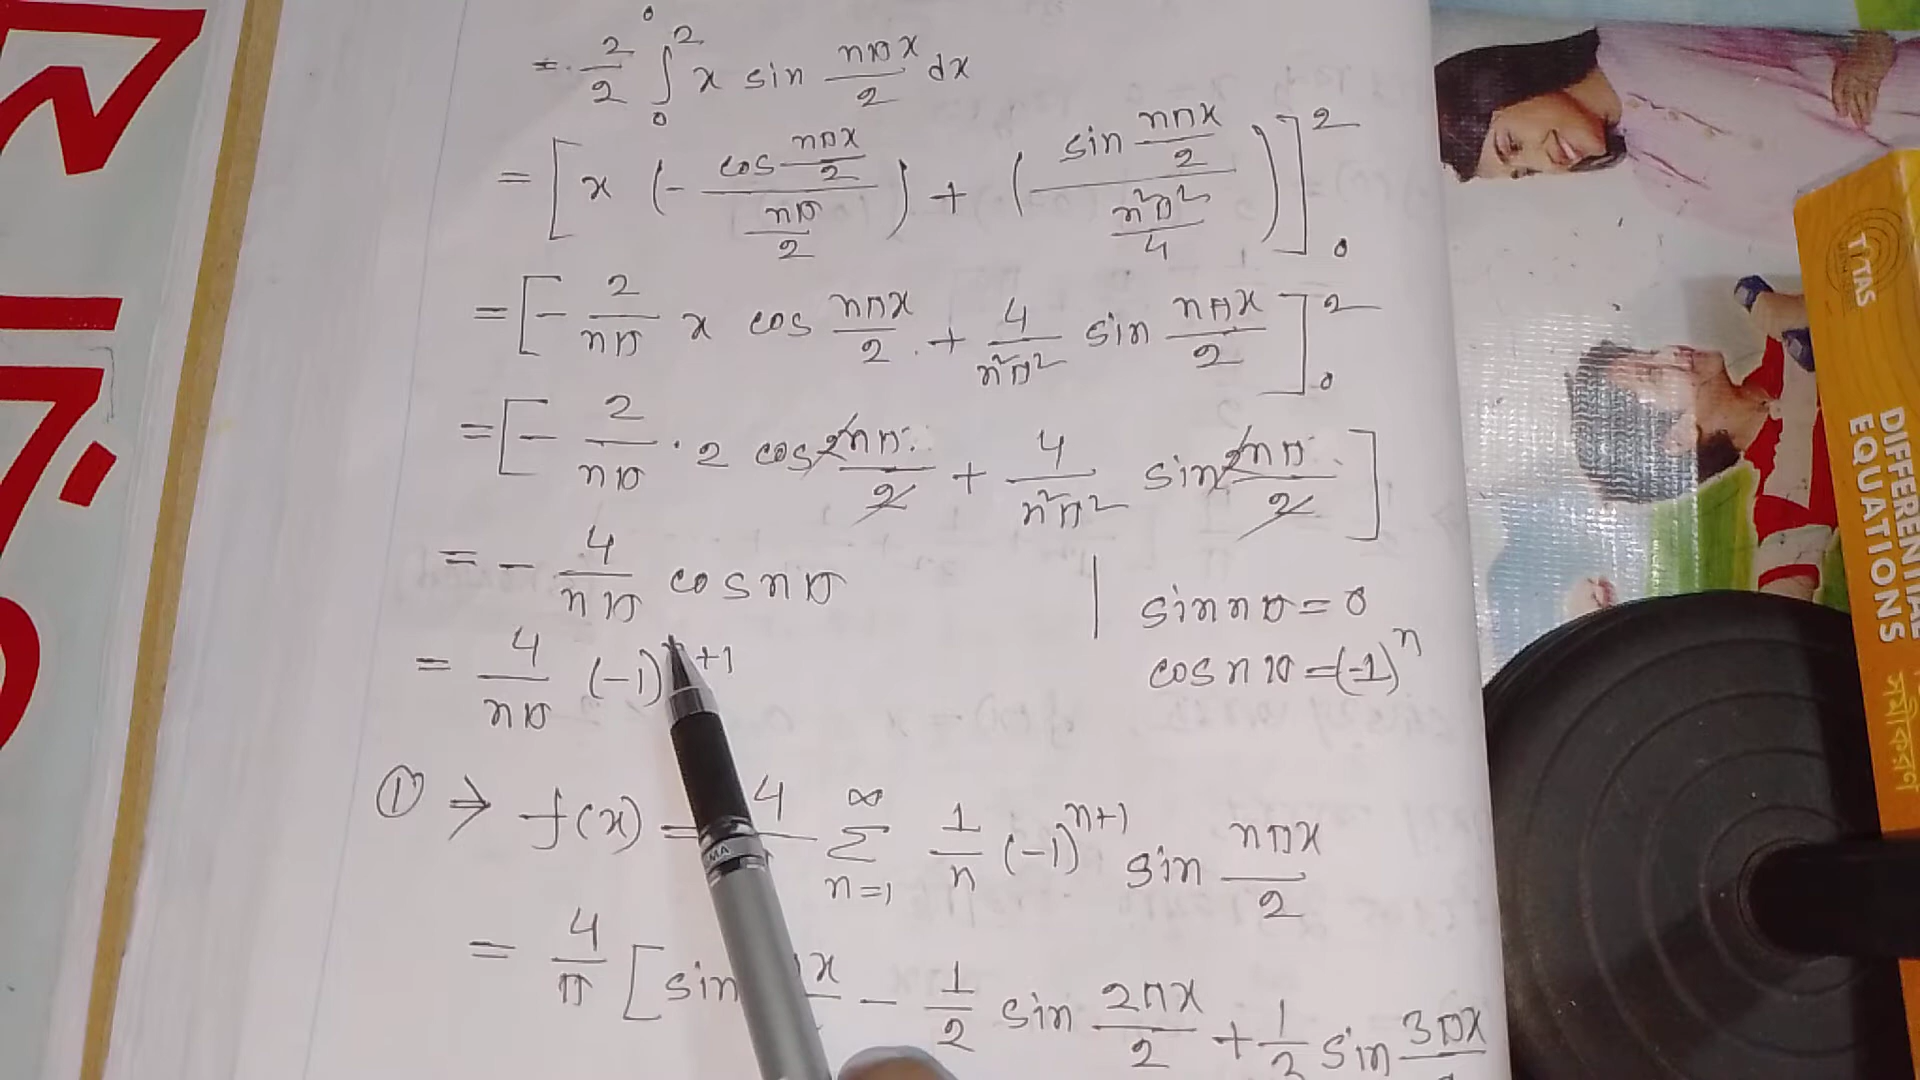 = 2/2 ∫₀² x sin nπx/2 dx
= [x (- cos nπx/2 / nπ/2) + (sin nπx/2 / n²π²/4)]₀²
= [- 2/nπ x cos nπx/2 + 4/n²π² sin nπx/2]₀²
= [- 2/nπ · 2 cos 2nπ/2 + 4/n²π² sin 2nπ/2]
= - 4/nπ cos nπ | sin nπ = 0
= 4/nπ (-1)ⁿ⁺¹ cos nπ = (-1)ⁿ
① ⇒ f(x) = 4/π ∑ₙ₌₁^∞ 1/n (-1)ⁿ⁺¹ sin nπx/2
= 4/π [sin πx/2 - 1/2 sin 2πx/2 + 1/3 sin 3πx
TITAS
DIFFERENTIAL
EQUATIONS
সমীকরণ